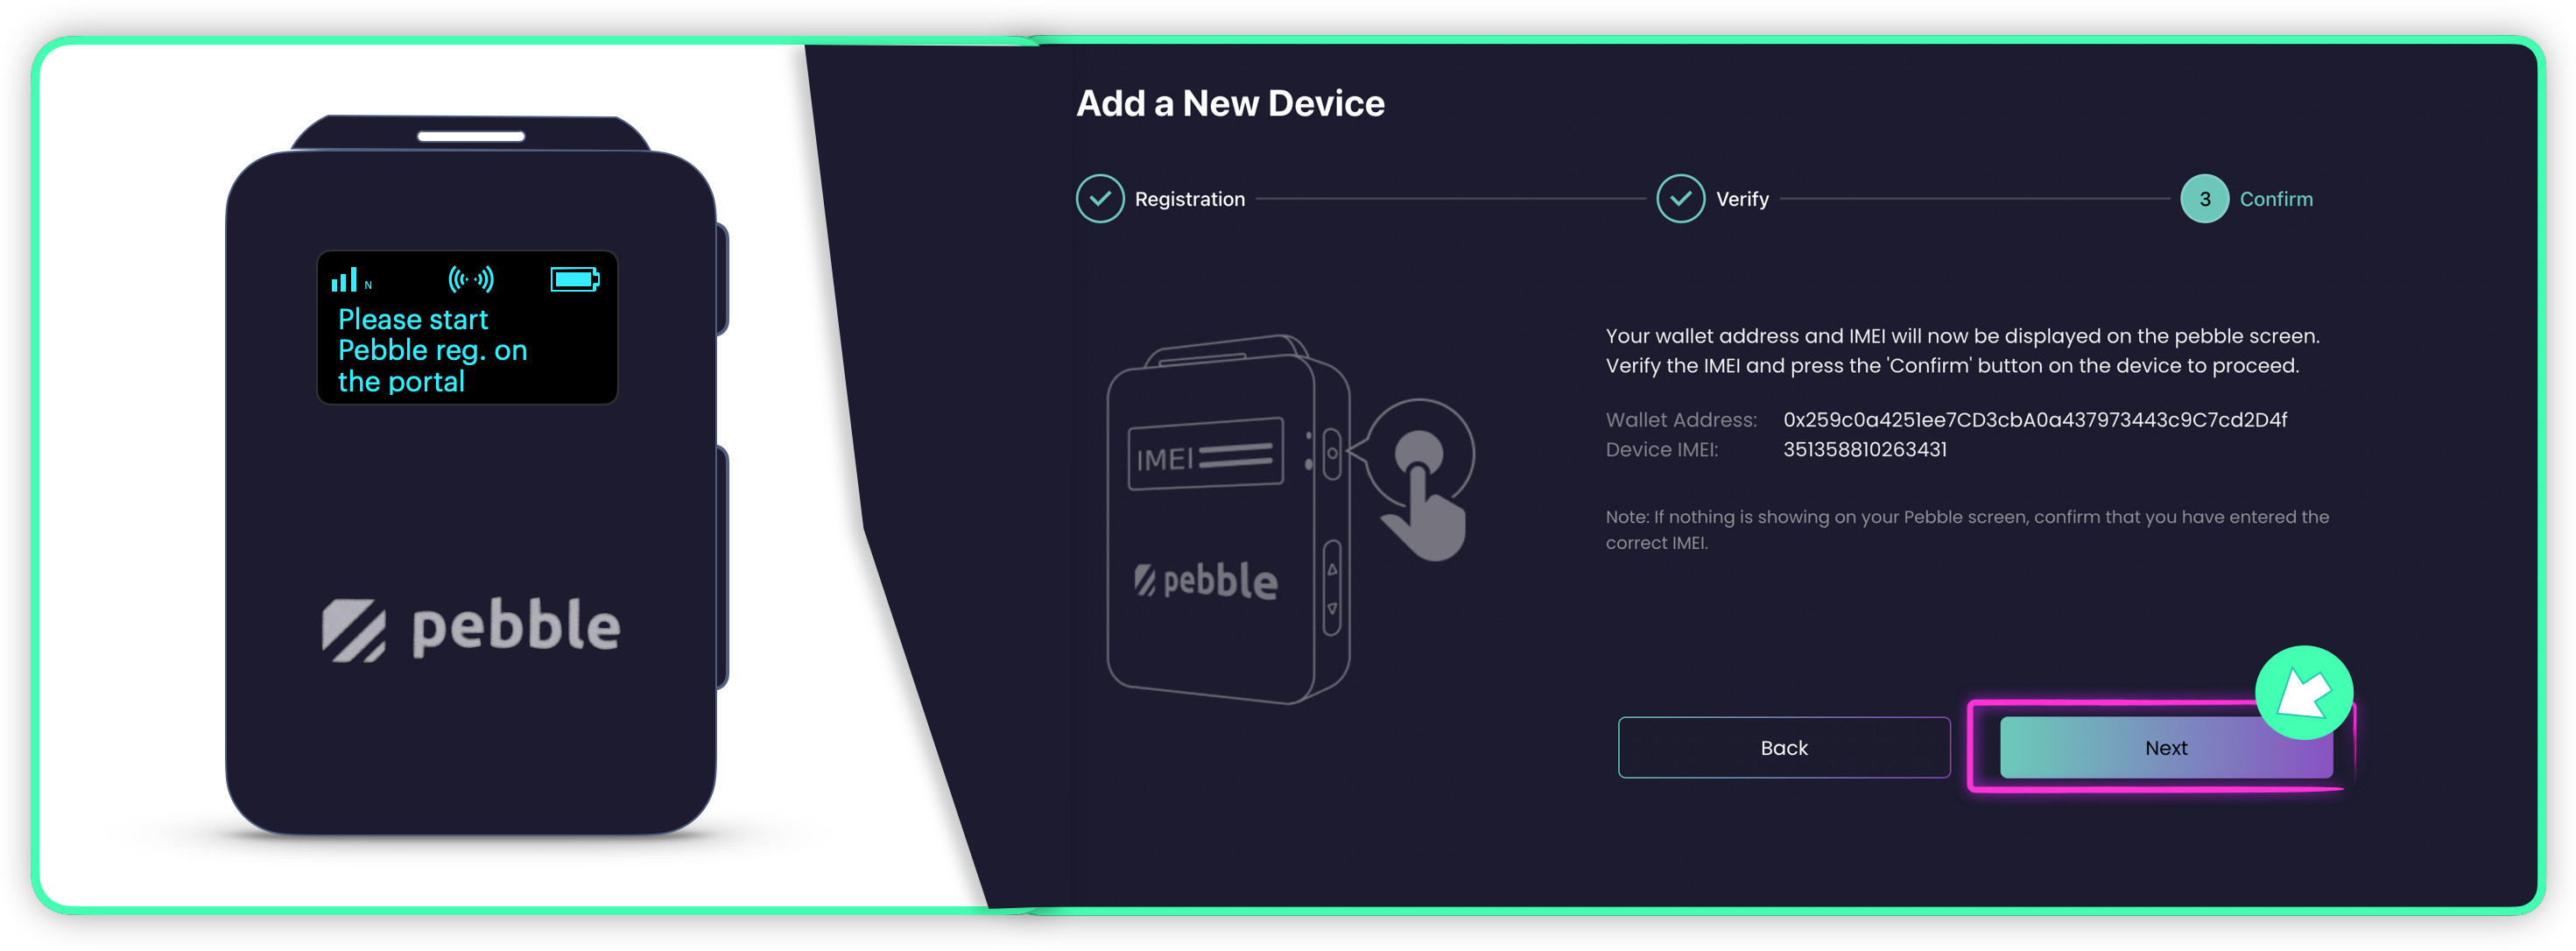 N
Please start
Pebble reg. on
the portal
pebble
Add a New Device
Registration
Verify
3 Confirm
IMEI
pebble
Your wallet address and IMEI will now be displayed on the pebble screen.
Verify the IMEI and press the 'Confirm' button on the device to proceed.
Wallet Address: 0x259c0a4251ee7CD3cbA0a437973443c9C7cd2D4f
Device IMEI: 351358810263431
Note: If nothing is showing on your Pebble screen, confirm that you have entered the
correct IMEI.
Back
Next